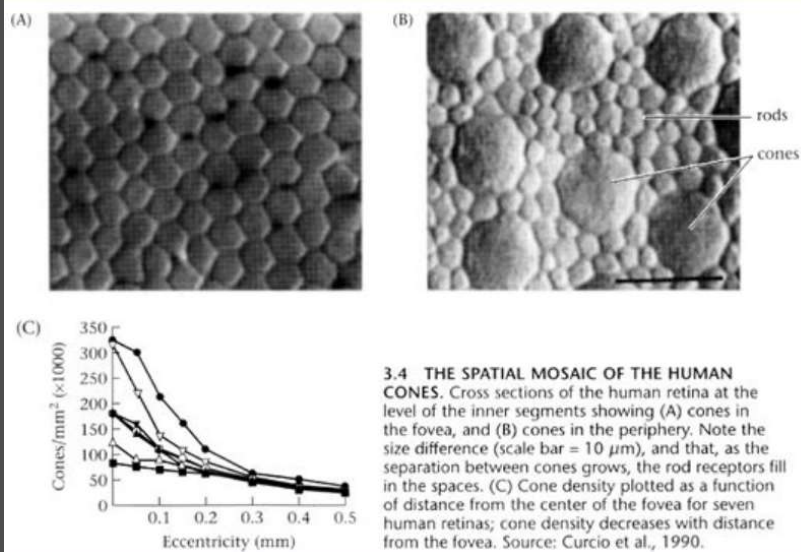 (A)
(B)
rods
cones
(C)
350
300
250
200
150
100
50
0
Cones/mm² (×1000)
0.1 0.2 0.3 0.4 0.5
Eccentricity (mm)
3.4 THE SPATIAL MOSAIC OF THE HUMAN
CONES. Cross sections of the human retina at the
level of the inner segments showing (A) cones in
the fovea, and (B) cones in the periphery. Note the
size difference (scale bar = 10 μm), and that, as the
separation between cones grows, the rod receptors fill
in the spaces. (C) Cone density plotted as a function
of distance from the center of the fovea for seven
human retinas; cone density decreases with distance
from the fovea. Source: Curcio et al., 1990.